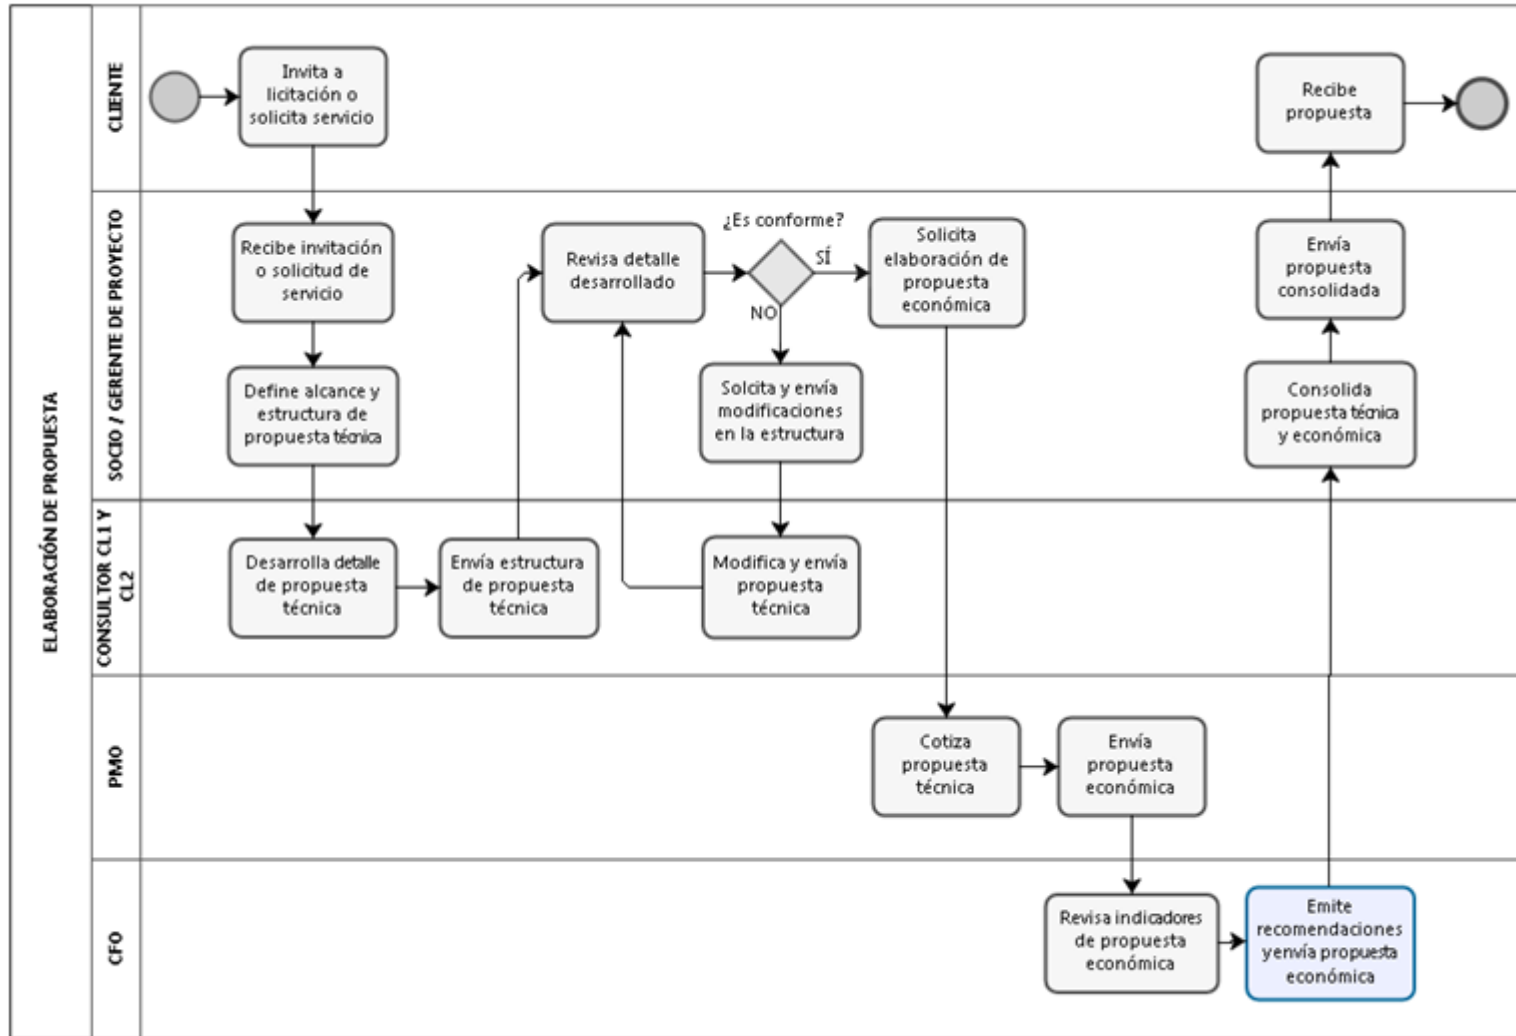 ELABORACIÓN DE PROPUESTA
CLIENTE
Invita a
licitación o
solicita servicio
Recibe
propuesta
SOCIO / GERENTE DE PROYECTO
Recibe invitación
o solicitud de
servicio
Define alcance y
estructura de
propuesta técnica
Revisa detalle
desarrollado
¿Es conforme?
SÍ
NO
Solcita y envía
modificaciones
en la estructura
Solicita
elaboración de
propuesta
económica
Envía
propuesta
consolidada
Consolida
propuesta técnica
y económica
CONSULTOR CL1 Y
CL2
Desarrolla detalle
de propuesta
técnica
Envía estructura
de propuesta
técnica
Modifica y envía
propuesta
técnica
PMO
Cotiza
propuesta
técnica
Envía
propuesta
económica
CFO
Revisa indicadores
de propuesta
económica
Emite
recomendaciones
y envía propuesta
económica